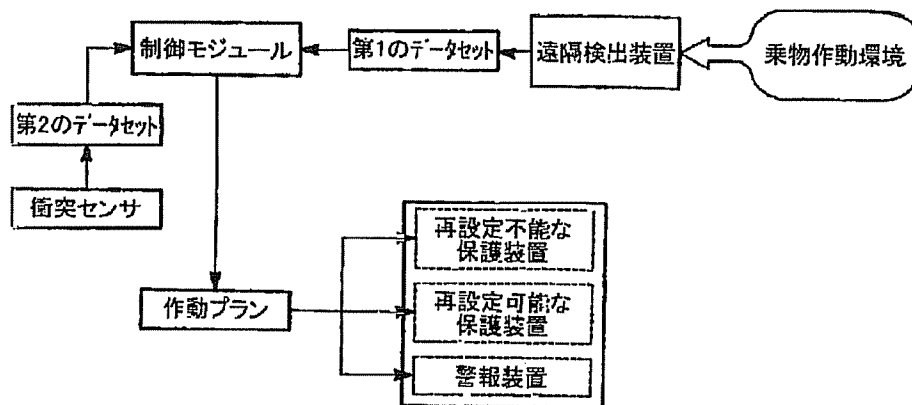 制御モジュール
第1のデータセット
遠隔検出装置
乗物作動環境
第2のデータセット
衝突センサ
作動プラン
再設定不能な
保護装置
再設定可能な
保護装置
警報装置